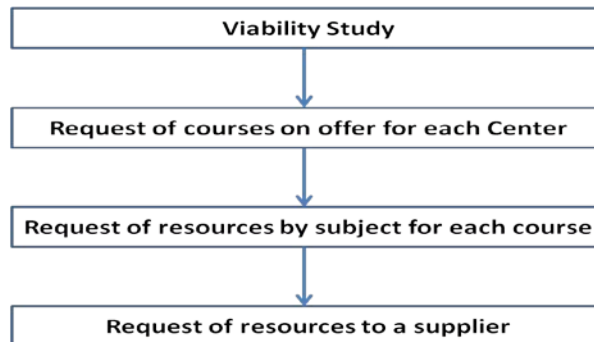 Viability Study
Request of courses on offer for each Center
Request of resources by subject for each course
Request of resources to a supplier